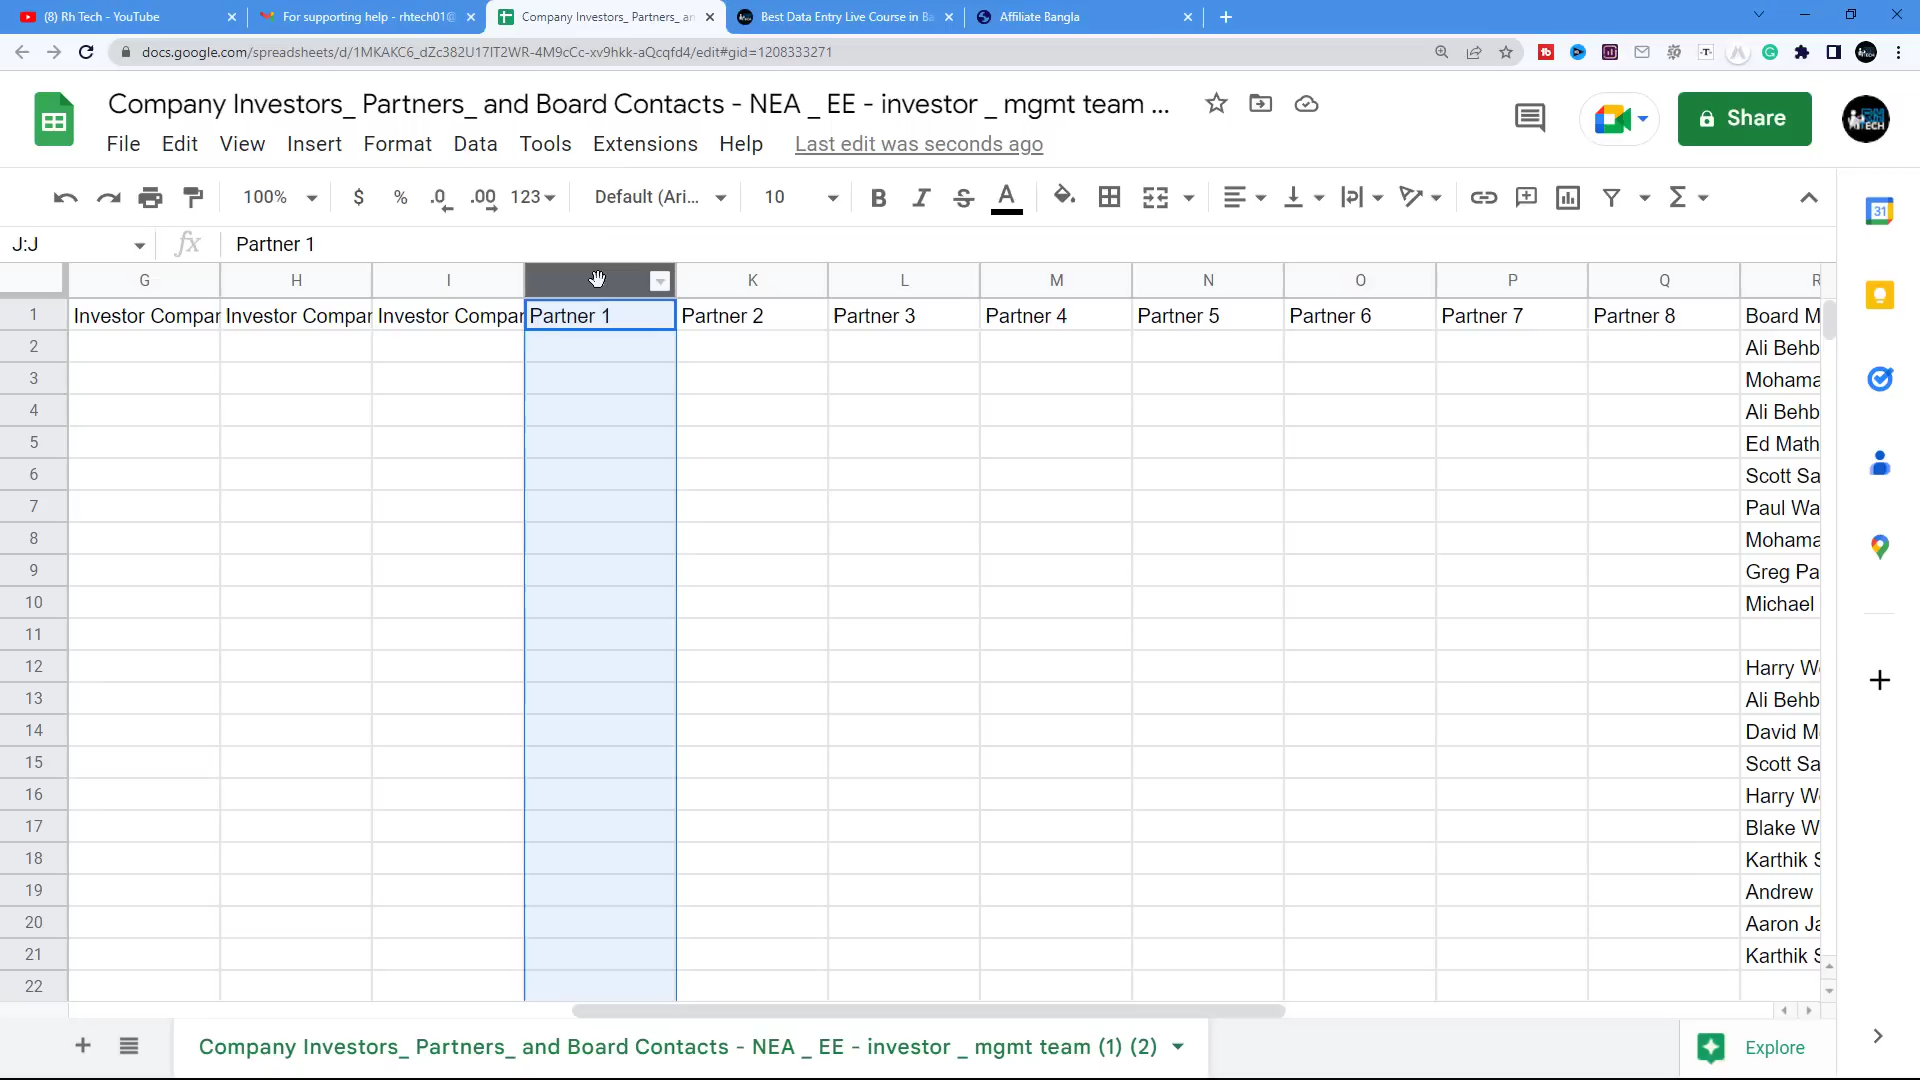 (8) Rh Tech - YouTube
For supporting help - rhtech01@
Company Investors_ Partners_ an
Best Data Entry Live Course in Ba
Affiliate Bangla
docs.google.com/spreadsheets/d/1MKAKC6_dZc382U17IT2WR-4M9cCc-xv9hkk-aQcqfd4/edit#gid=1208333271
Company Investors_ Partners_ and Board Contacts - NEA _ EE - investor _ mgmt team ...
Share
File Edit View Insert Format Data Tools Extensions Help Last edit was seconds ago
100% $ % .0 .00 123 Default (Ari... 10 B I S A Σ
31
J:J fx Partner 1
G H I K L M N O P Q R
1 Investor Compar Investor Compar Investor Compar Partner 1 Partner 2 Partner 3 Partner 4 Partner 5 Partner 6 Partner 7 Partner 8 Board M
2 Ali Behb
3 Mohama
4 Ali Behb
5 Ed Math
6 Scott Sa
7 Paul Wa
8 Mohama
9 Greg Pa
10 Michael
11
12 Harry W
13 Ali Behb
14 David M
15 Scott Sa
16 Harry W
17 Blake W
18 Karthik S
19 Andrew
20 Aaron Ja
21 Karthik S
22
Company Investors_ Partners_ and Board Contacts - NEA _ EE - investor _ mgmt team (1) (2)
Explore